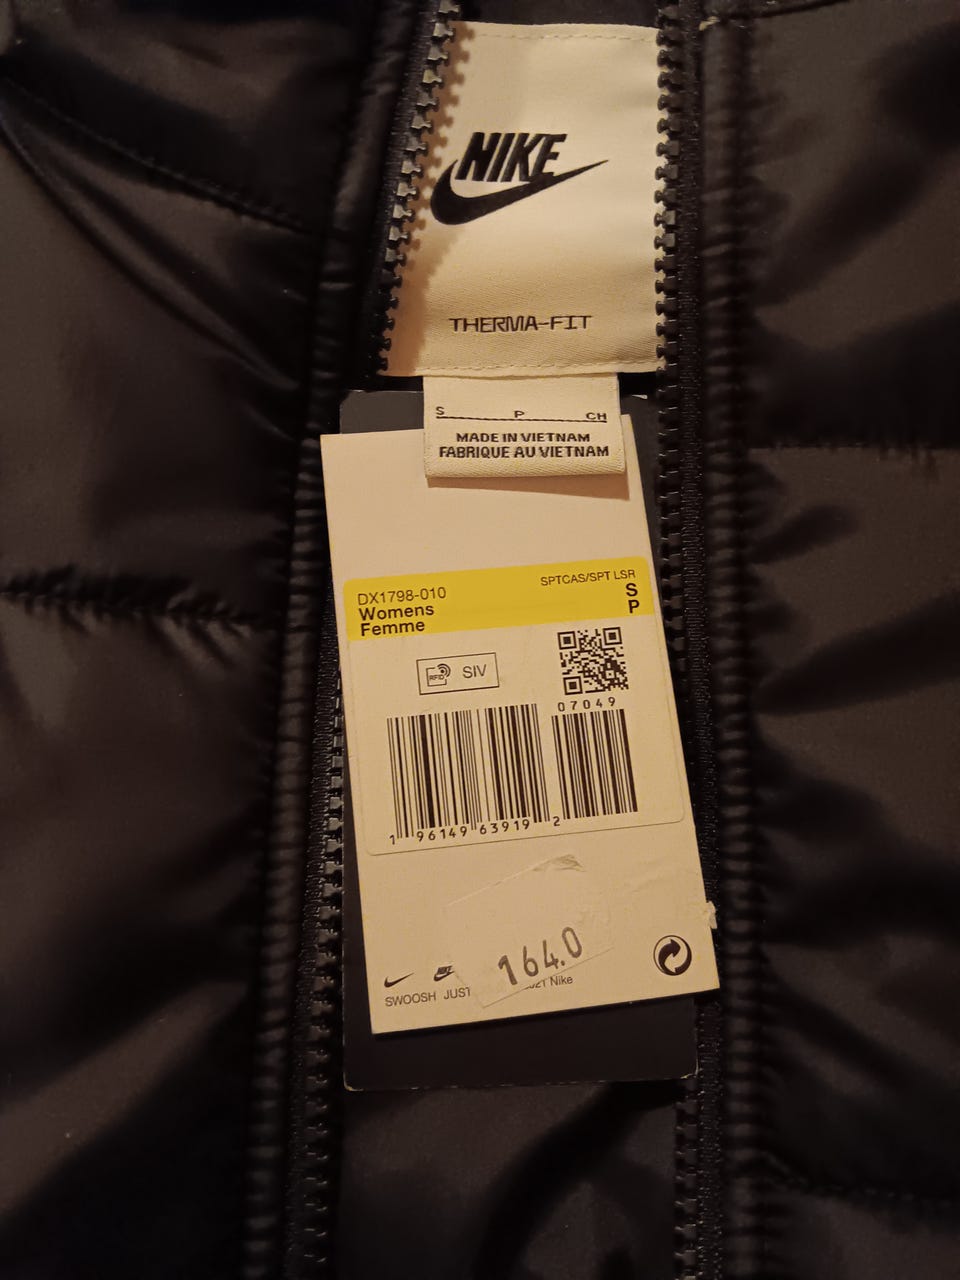 NIKE
THERMA-FIT
S P CH
MADE IN VIETNAM
FABRIQUE AU VIETNAM
DX1798-010 SPTCAS/SPT LSR
Womens S
Femme P
RFID SIV
07049
1 96149 63919 2
164.0
NIKE
SWOOSH JUST Nike